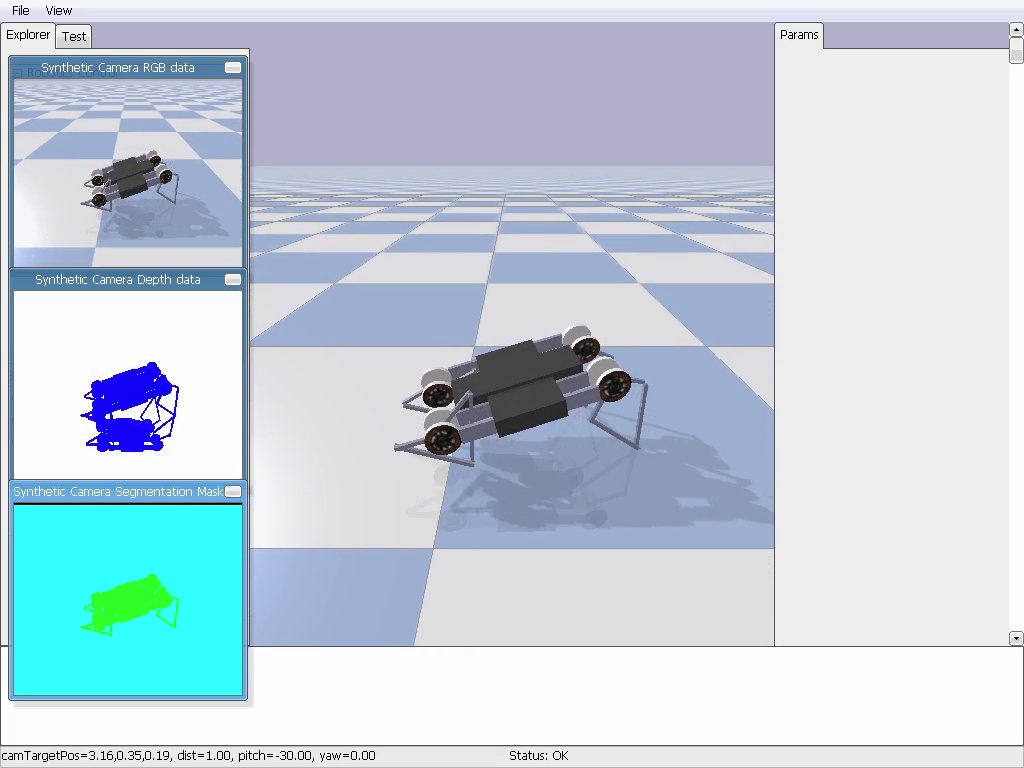 File View
Explorer Test
Params
Synthetic Camera RGB data
Synthetic Camera Depth data
Synthetic Camera Segmentation Mask
camTargetPos=3.16,0.35,0.19, dist=1.00, pitch=-30.00, yaw=0.00
Status: OK